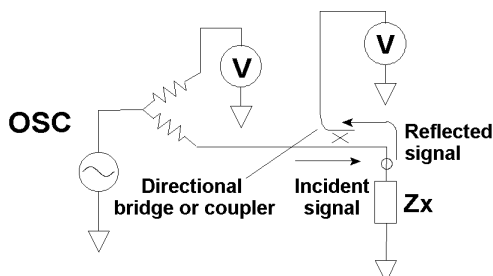 V
V
OSC
Reflected
signal
Directional
bridge or coupler
Incident
signal
Zx